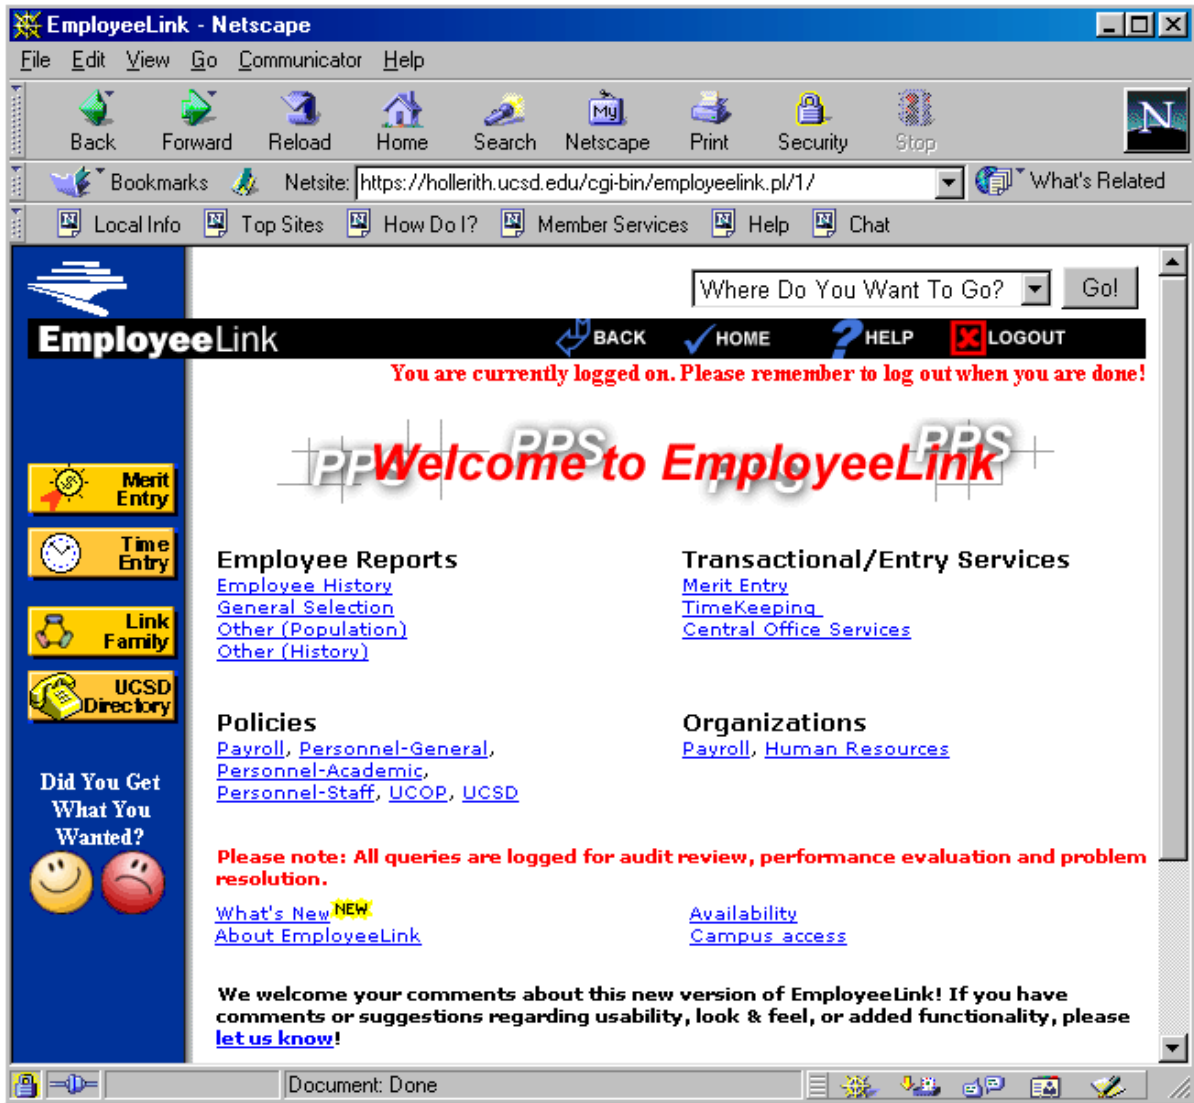 EmployeeLink - Netscape
File Edit View Go Communicator Help
Back Forward Reload Home Search Netscape Print Security Stop
My
N
Bookmarks Netsite: https://hollerith.ucsd.edu/cgi-bin/employeelink.pl/1/ What's Related
Local Info Top Sites How Do I? Member Services Help Chat
Where Do You Want To Go? Go!
EmployeeLink BACK HOME HELP LOGOUT
You are currently logged on. Please remember to log out when you are done!
PPS PPS PPS PPS
Welcome to EmployeeLink
Merit
Entry
Time
Entry
Link
Family
UCSD
Directory
Did You Get
What You
Wanted?
Employee Reports
Employee History
General Selection
Other (Population)
Other (History)
Transactional/Entry Services
Merit Entry
TimeKeeping
Central Office Services
Policies
Payroll, Personnel-General,
Personnel-Academic,
Personnel-Staff, UCOP, UCSD
Organizations
Payroll, Human Resources
Please note: All queries are logged for audit review, performance evaluation and problem
resolution.
What's New NEW
About EmployeeLink
Availability
Campus access
We welcome your comments about this new version of EmployeeLink! If you have
comments or suggestions regarding usability, look & feel, or added functionality, please
let us know!
Document: Done